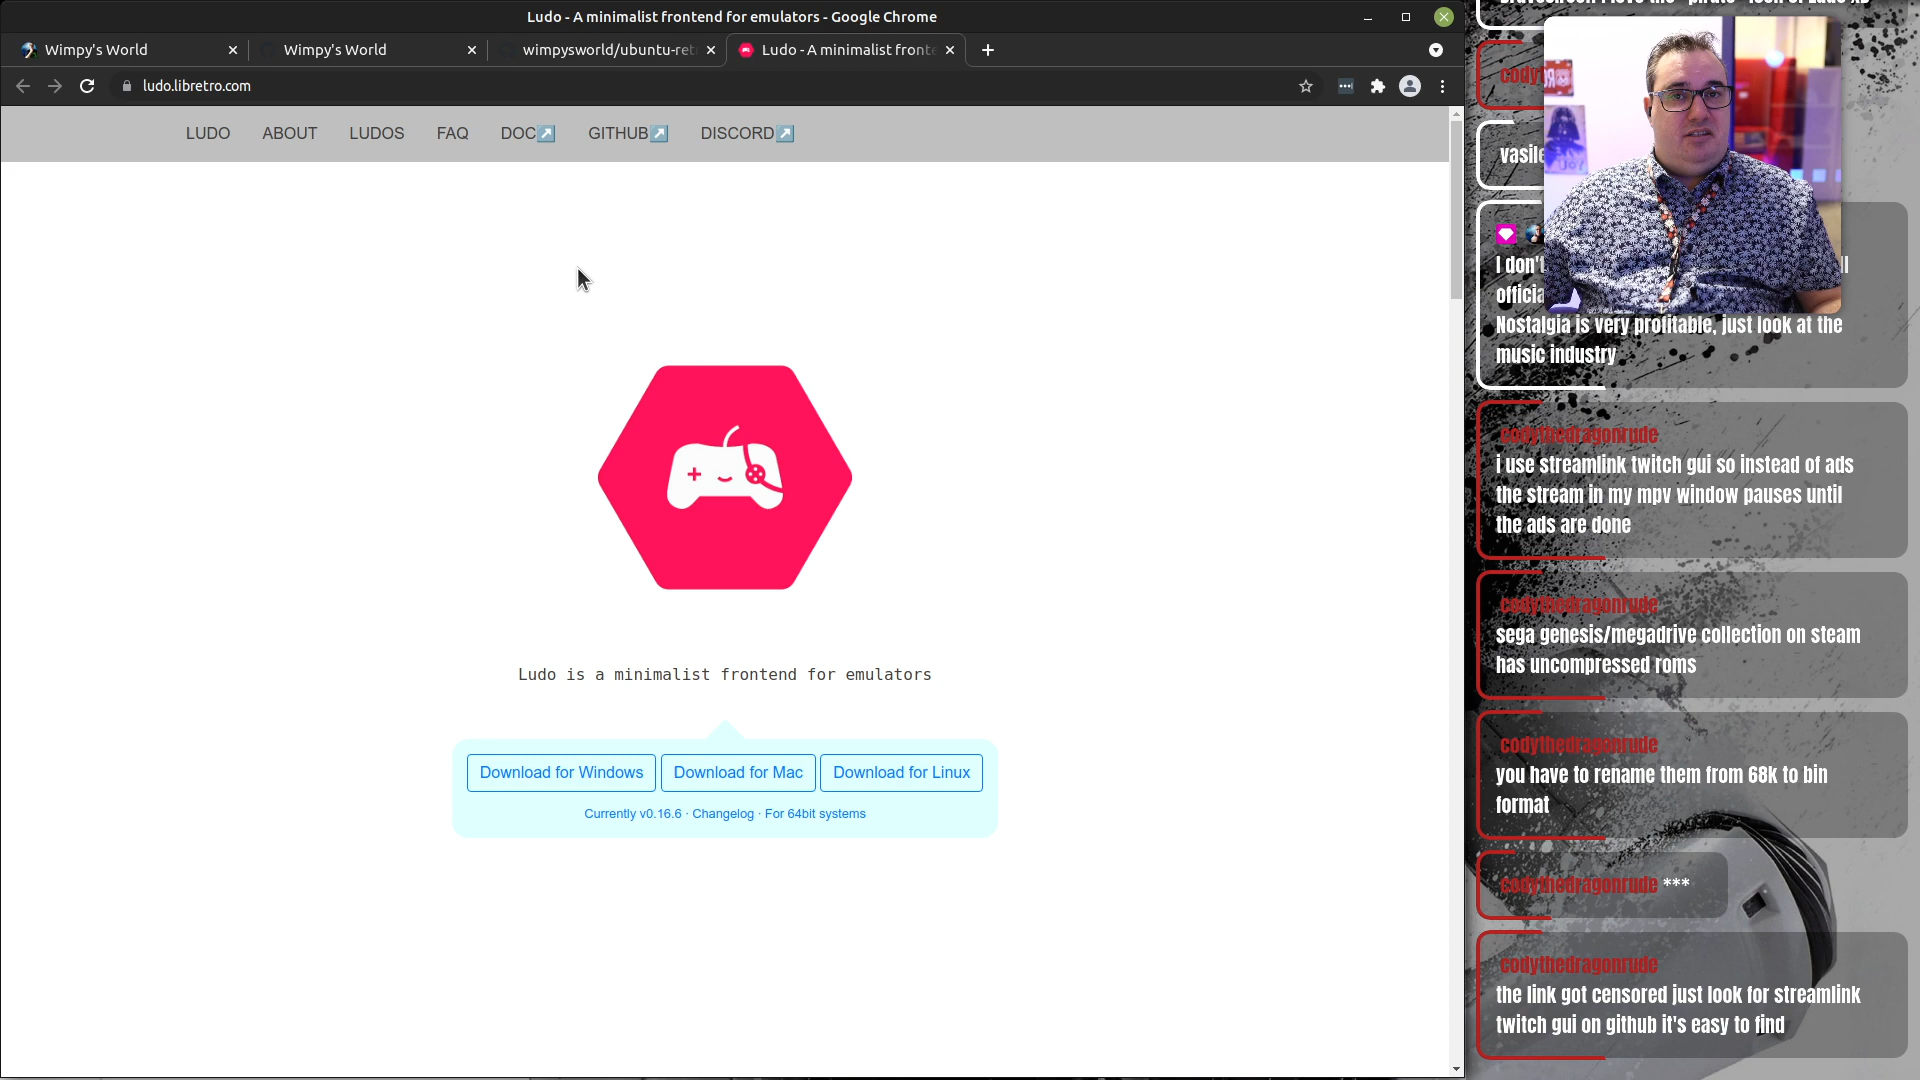 Ludo - A minimalist frontend for emulators - Google Chrome
Wimpy's World
Wimpy's World
wimpysworld/ubuntu-ret
Ludo - A minimalist fronte
ludo.libretro.com
LUDO ABOUT LUDOS FAQ DOC GITHUB DISCORD
Ludo is a minimalist frontend for emulators
Download for Windows
Download for Mac
Download for Linux
Currently v0.16.6 · Changelog · For 64bit systems
cody
vasile
I don't
officia
Nostalgia is very profitable, just look at the
music industry
codythedragonrude
i use streamlink twitch gui so instead of ads
the stream in my mpv window pauses until
the ads are done
codythedragonrude
sega genesis/megadrive collection on steam
has uncompressed roms
codythedragonrude
you have to rename them from 68k to bin
format
codythedragonrude ***
codythedragonrude
the link got censored just look for streamlink
twitch gui on github it's easy to find